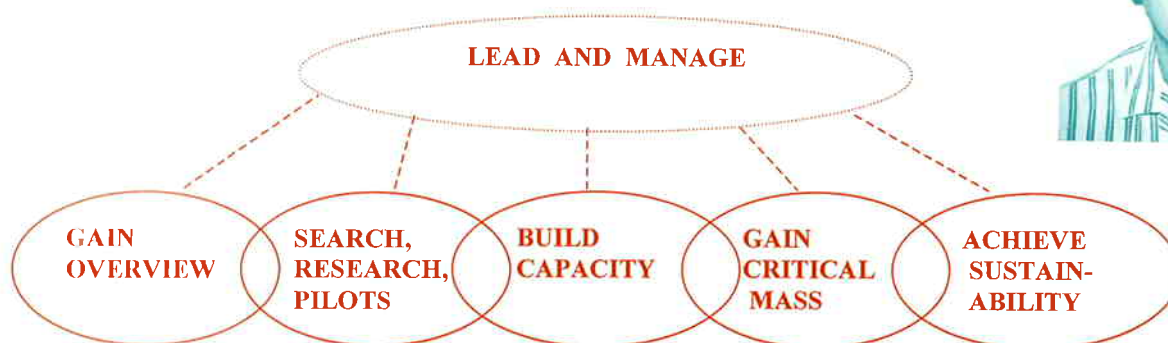 LEAD AND MANAGE
GAIN
OVERVIEW
SEARCH,
RESEARCH,
PILOTS
BUILD
CAPACITY
GAIN
CRITICAL
MASS
ACHIEVE
SUSTAIN-
ABILITY